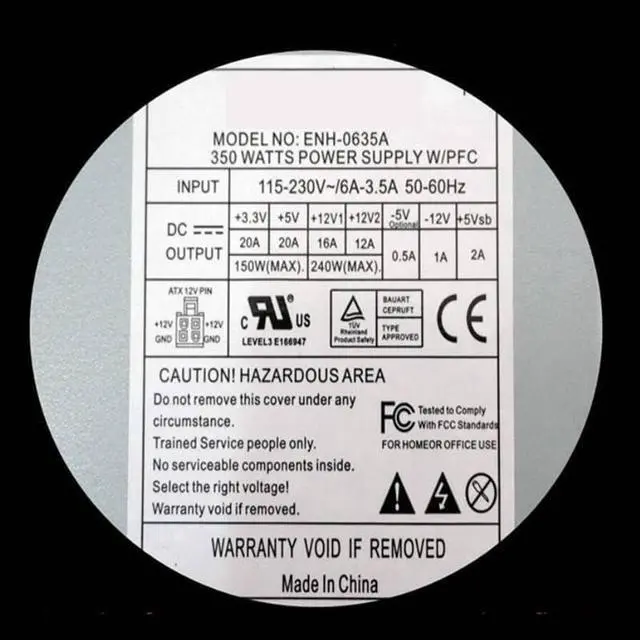 MODEL NO: ENH-0635A
350 WATTS POWER SUPPLY W/PFC
INPUT 115-230V~/6A-3.5A 50-60Hz
DC OUTPUT
+3.3V +5V +12V1 +12V2 -5V Optional -12V +5Vsb
20A 20A 16A 12A 0.5A 1A 2A
150W(MAX). 240W(MAX).
ATX 12V PIN
+12V +12V
GND GND
c RU® US
LEVEL3 E166947
TÜV
Rheinland
Product Safety
BAUART
GEPRUFT
TYPE
APPROVED
CE
CAUTION! HAZARDOUS AREA
Do not remove this cover under any
circumstance.
Trained Service people only.
No serviceable components inside.
Select the right voltage!
Warranty void if removed.
FC Tested to Comply
With FCC Standards
FOR HOMEOR OFFICE USE
WARRANTY VOID IF REMOVED
Made In China